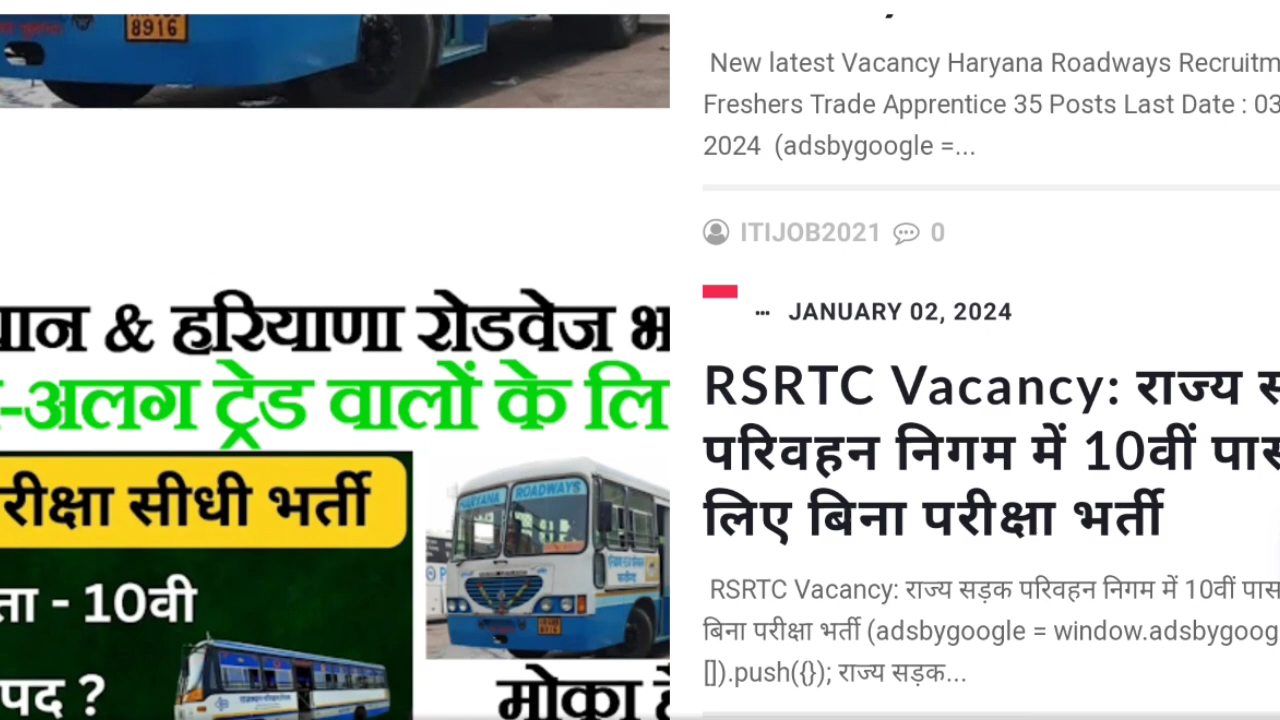 8916
New latest Vacancy Haryana Roadways Recruitm
Freshers Trade Apprentice 35 Posts Last Date : 03
2024 (adsbygoogle =...
ITIJOB2021 0
... JANUARY 02, 2024
RSRTC Vacancy: राज्य स
परिवहन निगम में 10वीं पास
लिए बिना परीक्षा भर्ती
RSRTC Vacancy: राज्य सड़क परिवहन निगम में 10वीं पास
बिना परीक्षा भर्ती (adsbygoogle = window.adsbygoog
[]).push({}); राज्य सड़क...
थान & हरियाणा रोडवेज भ
-अलग ट्रेड वालों के लि
रीक्षा सीधी भर्ती
ता - 10वी
पद ?
HARYANA ROADWAYS
8916
मोका है